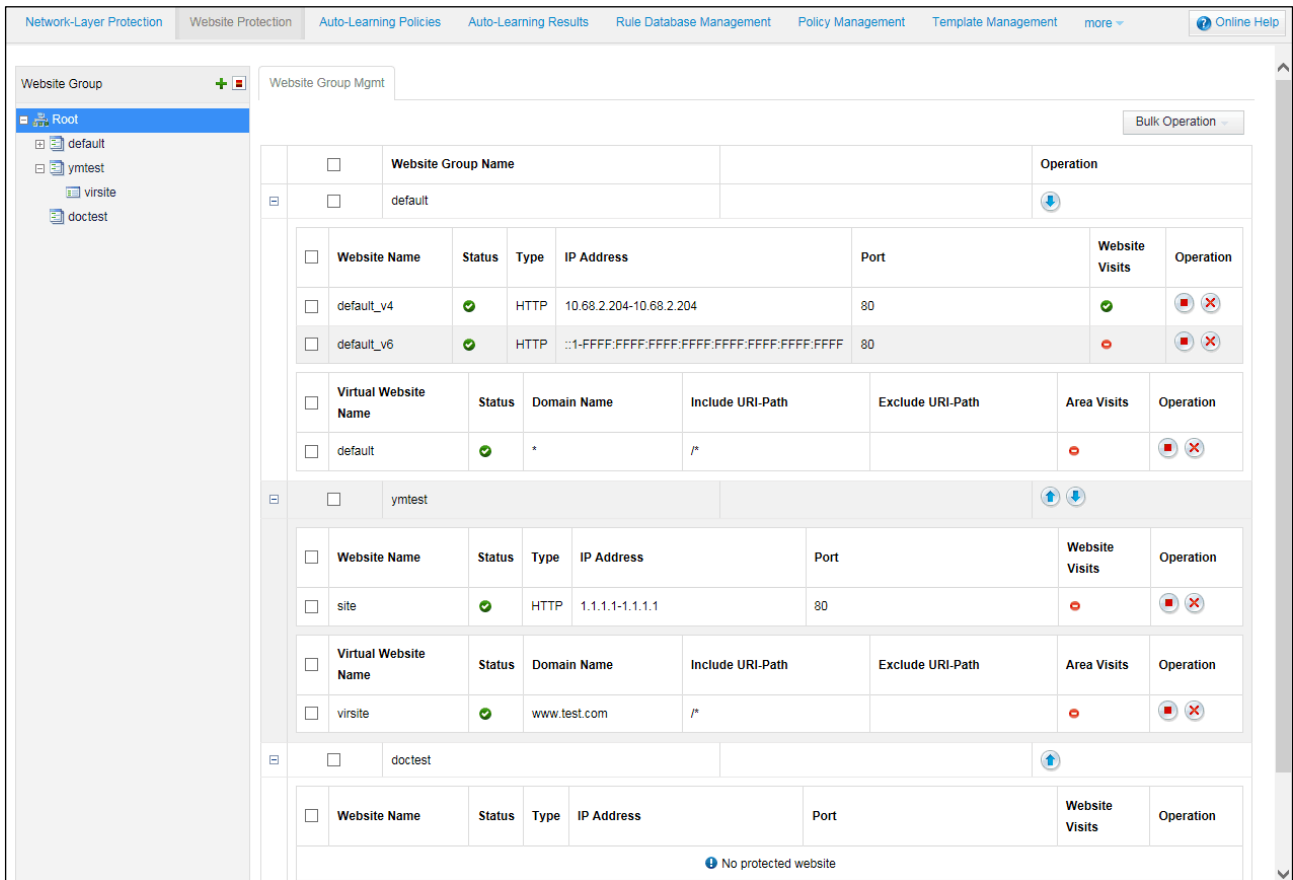 Network-Layer Protection Website Protection Auto-Learning Policies Auto-Learning Results Rule Database Management Policy Management Template Management more Online Help
Website Group
Root
default
ymtest
virsite
doctest
Website Group Mgmt
Bulk Operation
Website Group Name Operation
default
Website Name Status Type IP Address Port Website Visits Operation
default_v4 HTTP 10.68.2.204-10.68.2.204 80
default_v6 HTTP ::1-FFFF:FFFF:FFFF:FFFF:FFFF:FFFF:FFFF:FFFF 80
Virtual Website Name Status Domain Name Include URI-Path Exclude URI-Path Area Visits Operation
default * /*
ymtest
Website Name Status Type IP Address Port Website Visits Operation
site HTTP 1.1.1.1-1.1.1.1 80
Virtual Website Name Status Domain Name Include URI-Path Exclude URI-Path Area Visits Operation
virsite www.test.com /*
doctest
Website Name Status Type IP Address Port Website Visits Operation
No protected website